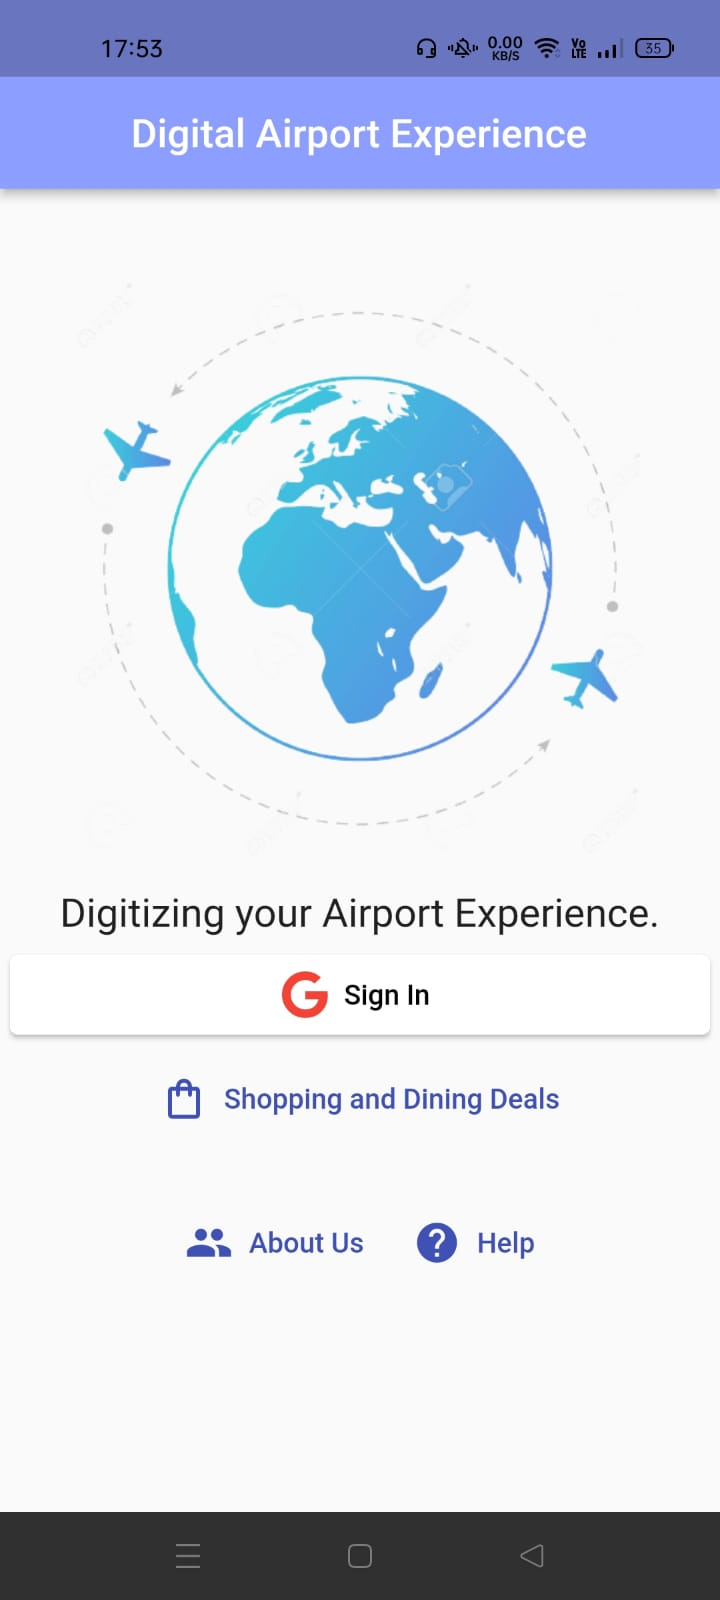 17:53
0.00
KB/S
Vo
LTE
35
Digital Airport Experience
Digitizing your Airport Experience.
G Sign In
Shopping and Dining Deals
About Us
? Help